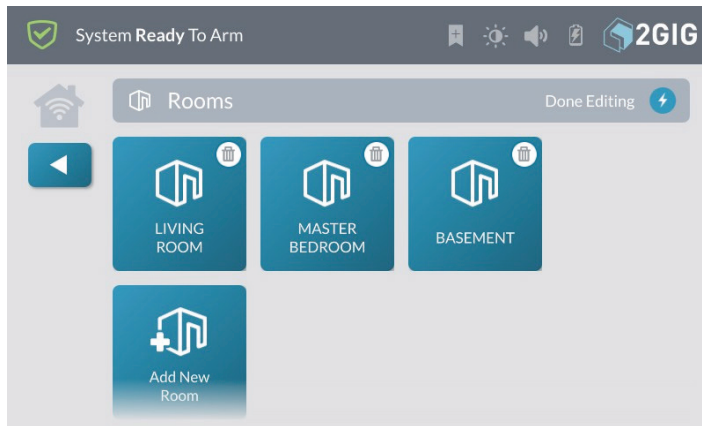 System Ready To Arm
2GIG
Rooms
Done Editing
LIVING
ROOM
MASTER
BEDROOM
BASEMENT
Add New
Room